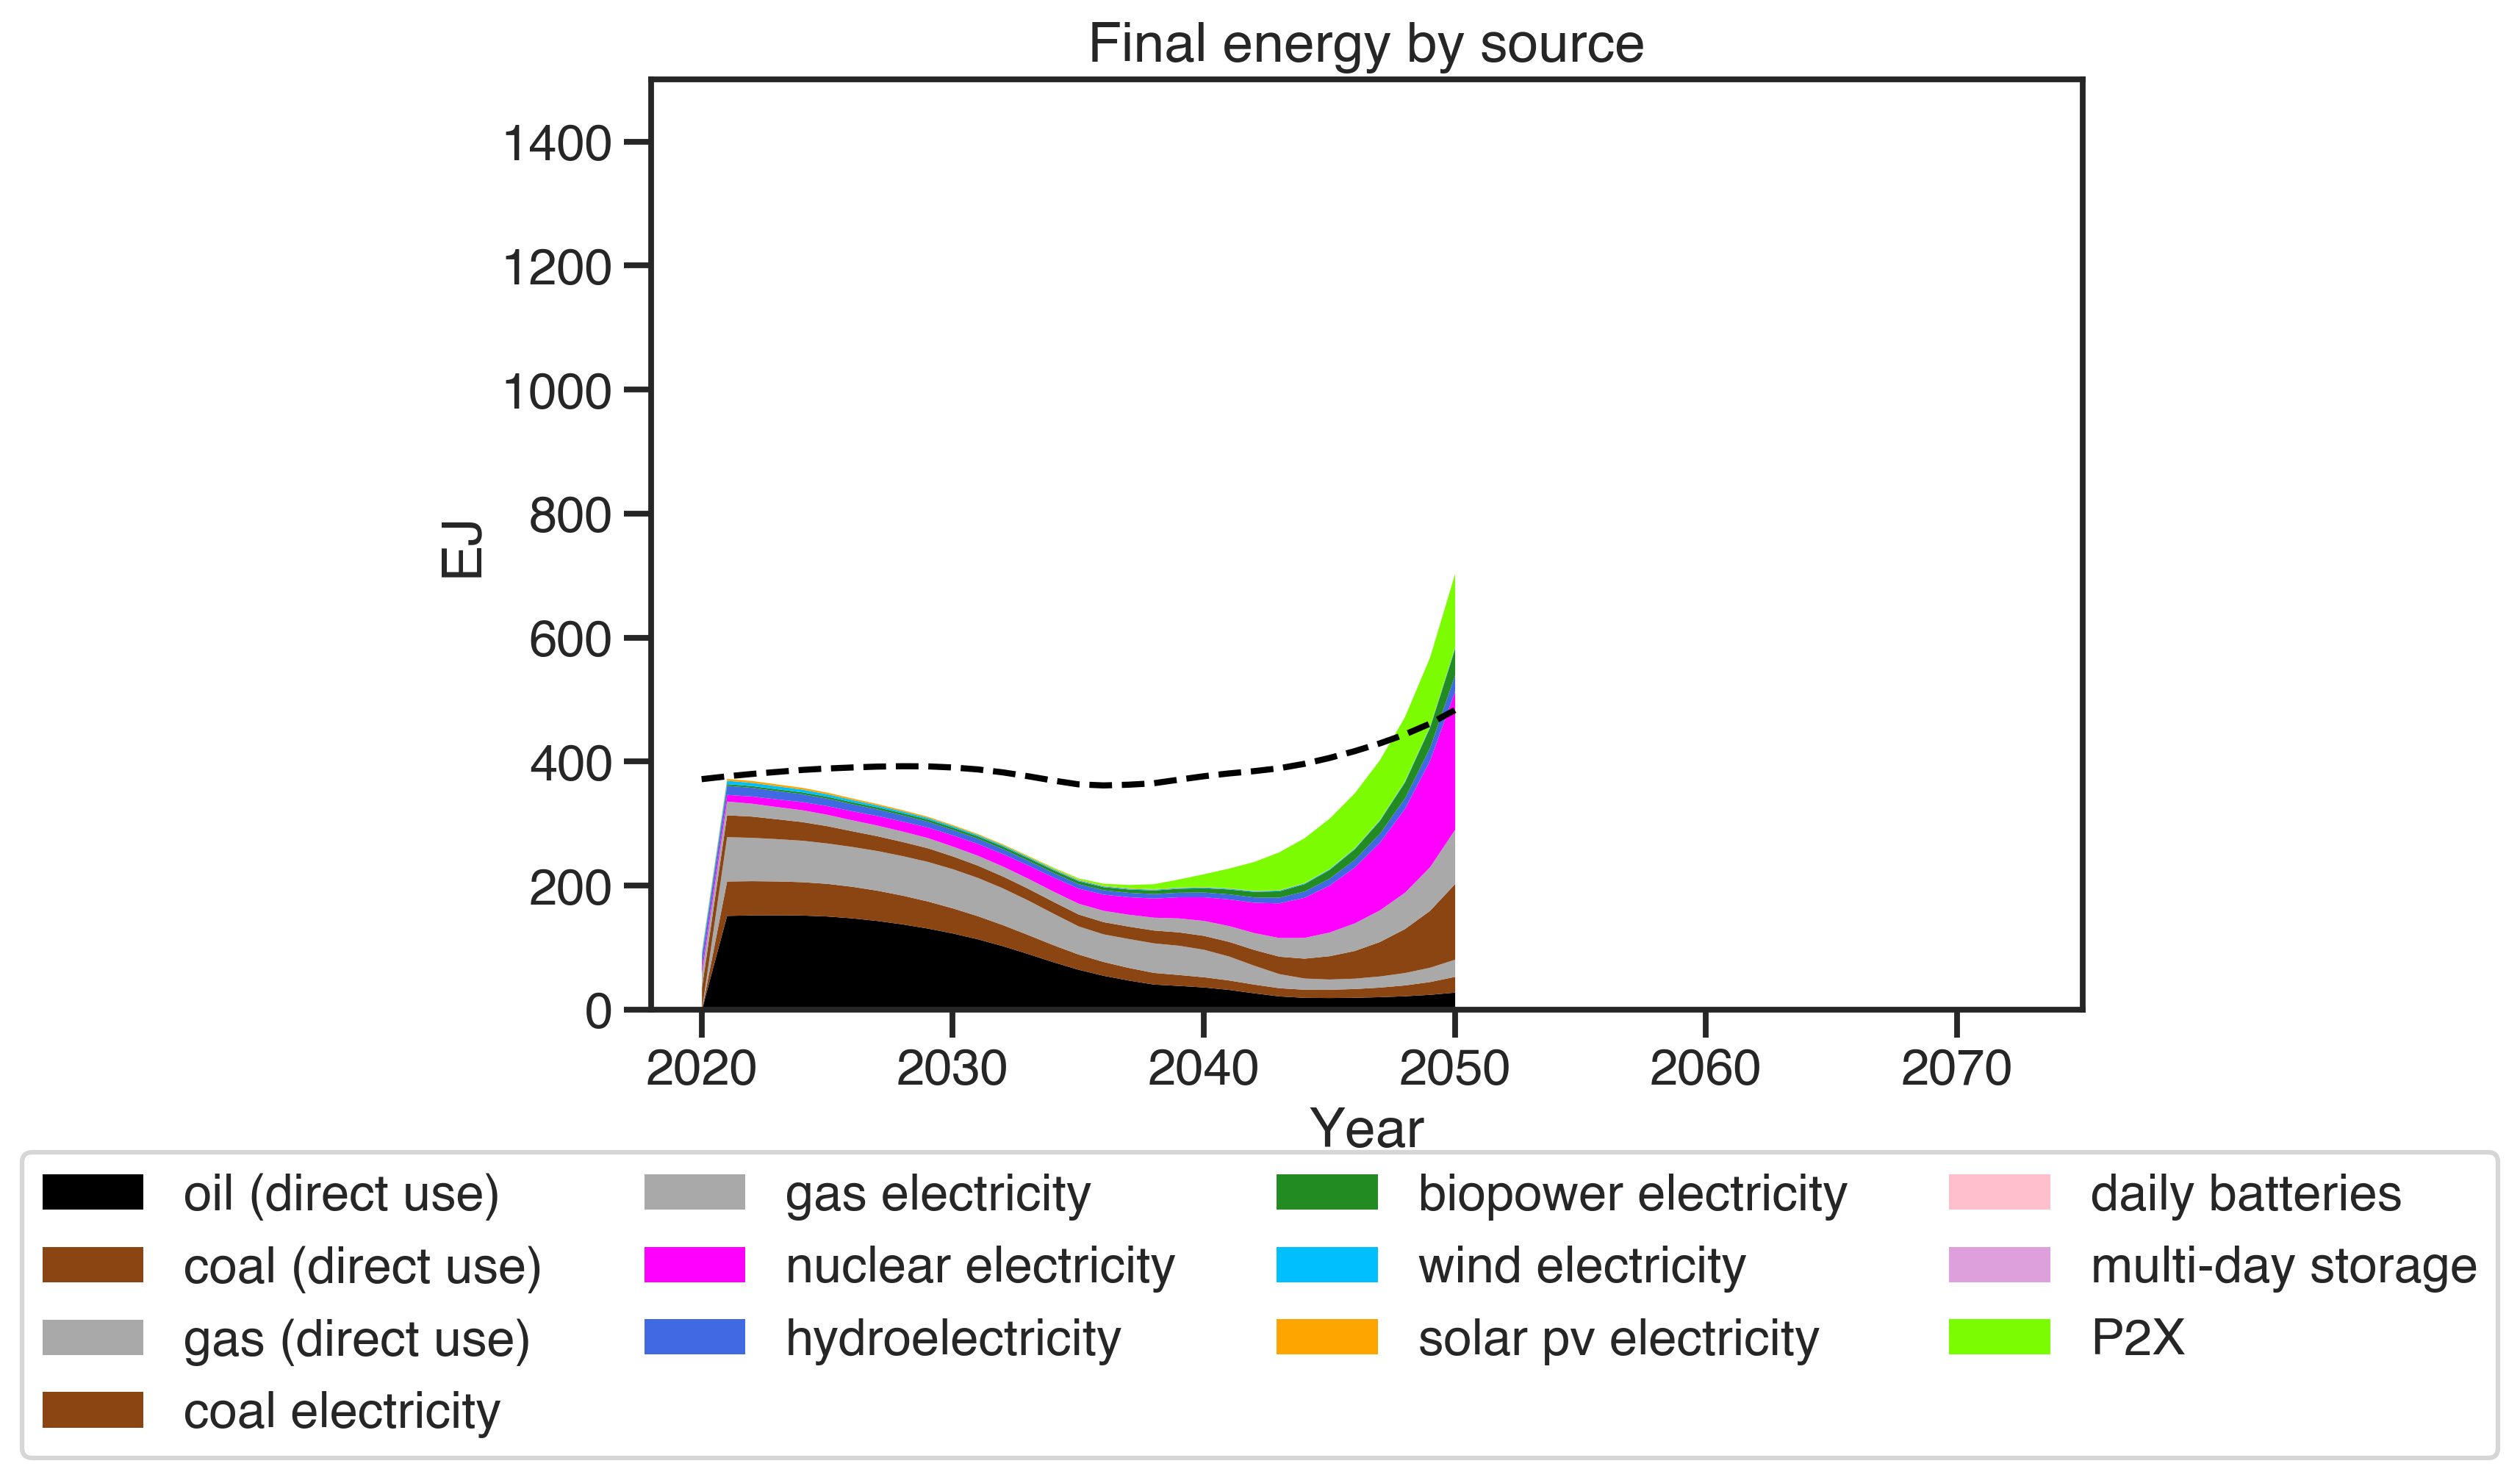 Final energy by source
1400
1200
1000
800
600
400
200
0
EJ
2020 2030 2040 2050 2060 2070
Year
oil (direct use) gas electricity biopower electricity daily batteries
coal (direct use) nuclear electricity wind electricity multi-day storage
gas (direct use) hydroelectricity solar pv electricity P2X
coal electricity